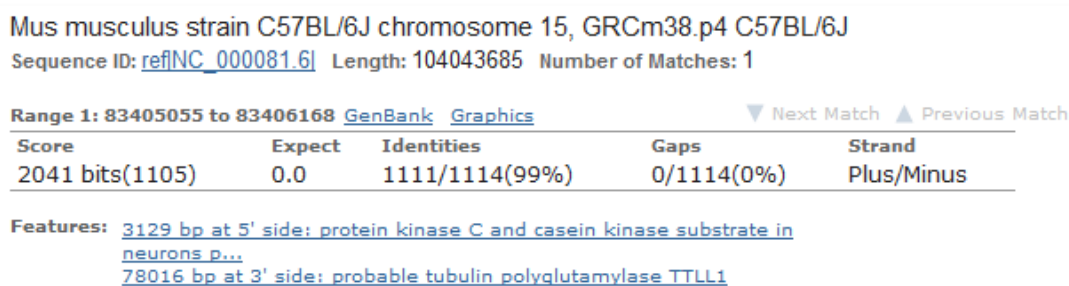 Mus musculus strain C57BL/6J chromosome 15, GRCm38.p4 C57BL/6J
Sequence ID: ref|NC_000081.6| Length: 104043685 Number of Matches: 1
Range 1: 83405055 to 83406168 GenBank Graphics ▼ Next Match ▲ Previous Match
Score Expect Identities Gaps Strand
2041 bits(1105) 0.0 1111/1114(99%) 0/1114(0%) Plus/Minus
Features: 3129 bp at 5' side: protein kinase C and casein kinase substrate in
neurons p...
78016 bp at 3' side: probable tubulin polyglutamylase TTLL1